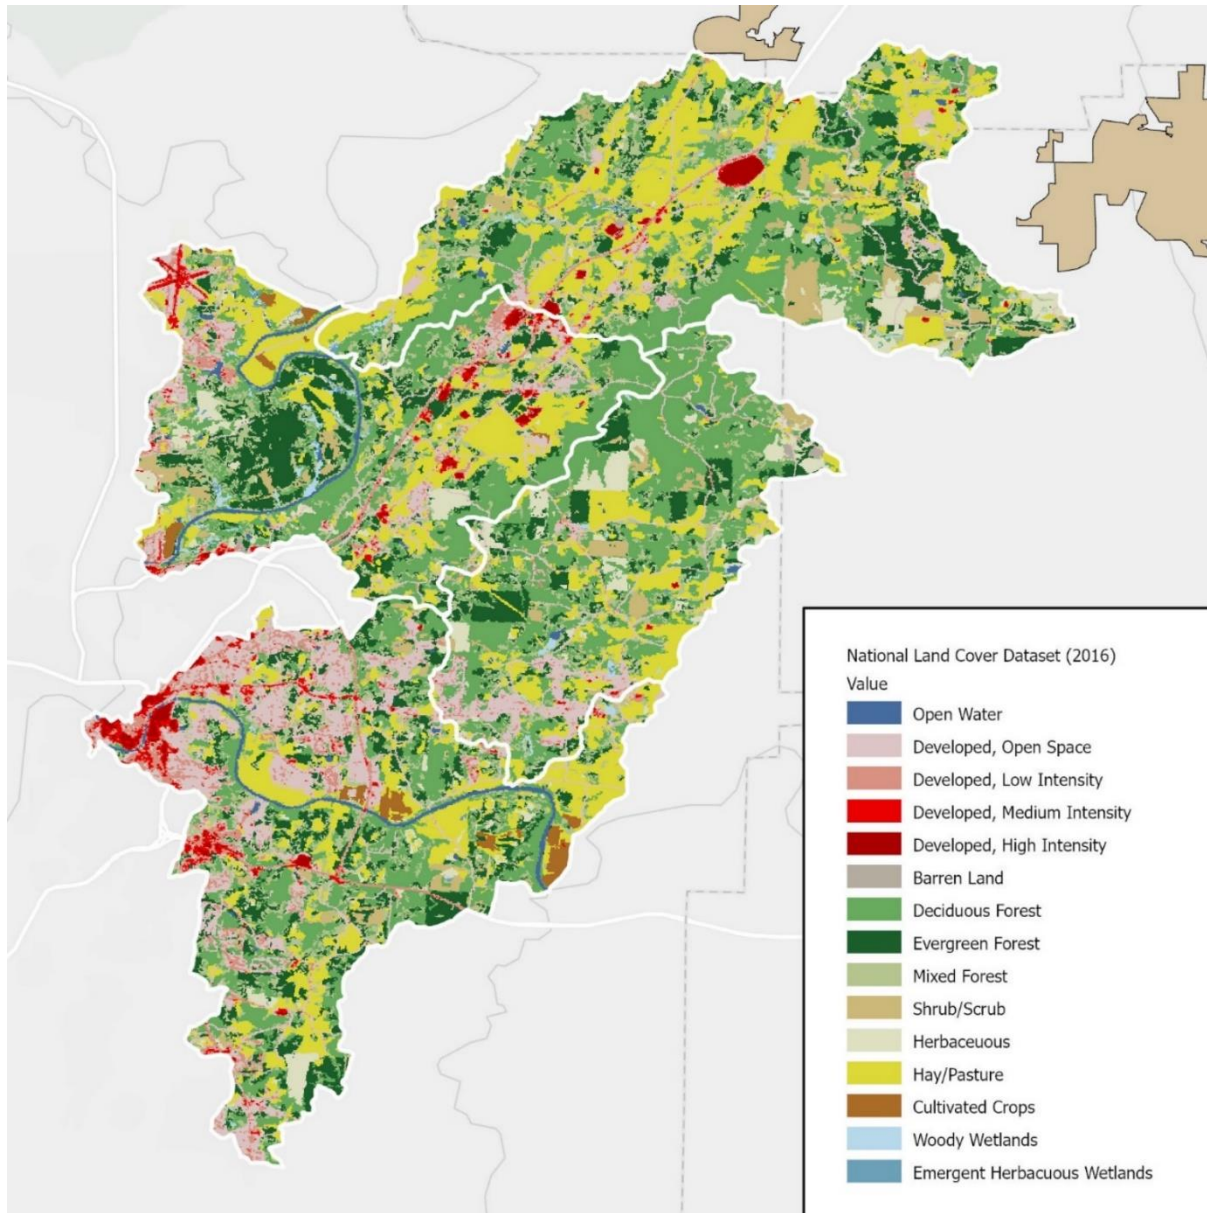 National Land Cover Dataset (2016)
Value
Open Water
Developed, Open Space
Developed, Low Intensity
Developed, Medium Intensity
Developed, High Intensity
Barren Land
Deciduous Forest
Evergreen Forest
Mixed Forest
Shrub/Scrub
Herbaceuous
Hay/Pasture
Cultivated Crops
Woody Wetlands
Emergent Herbacuous Wetlands